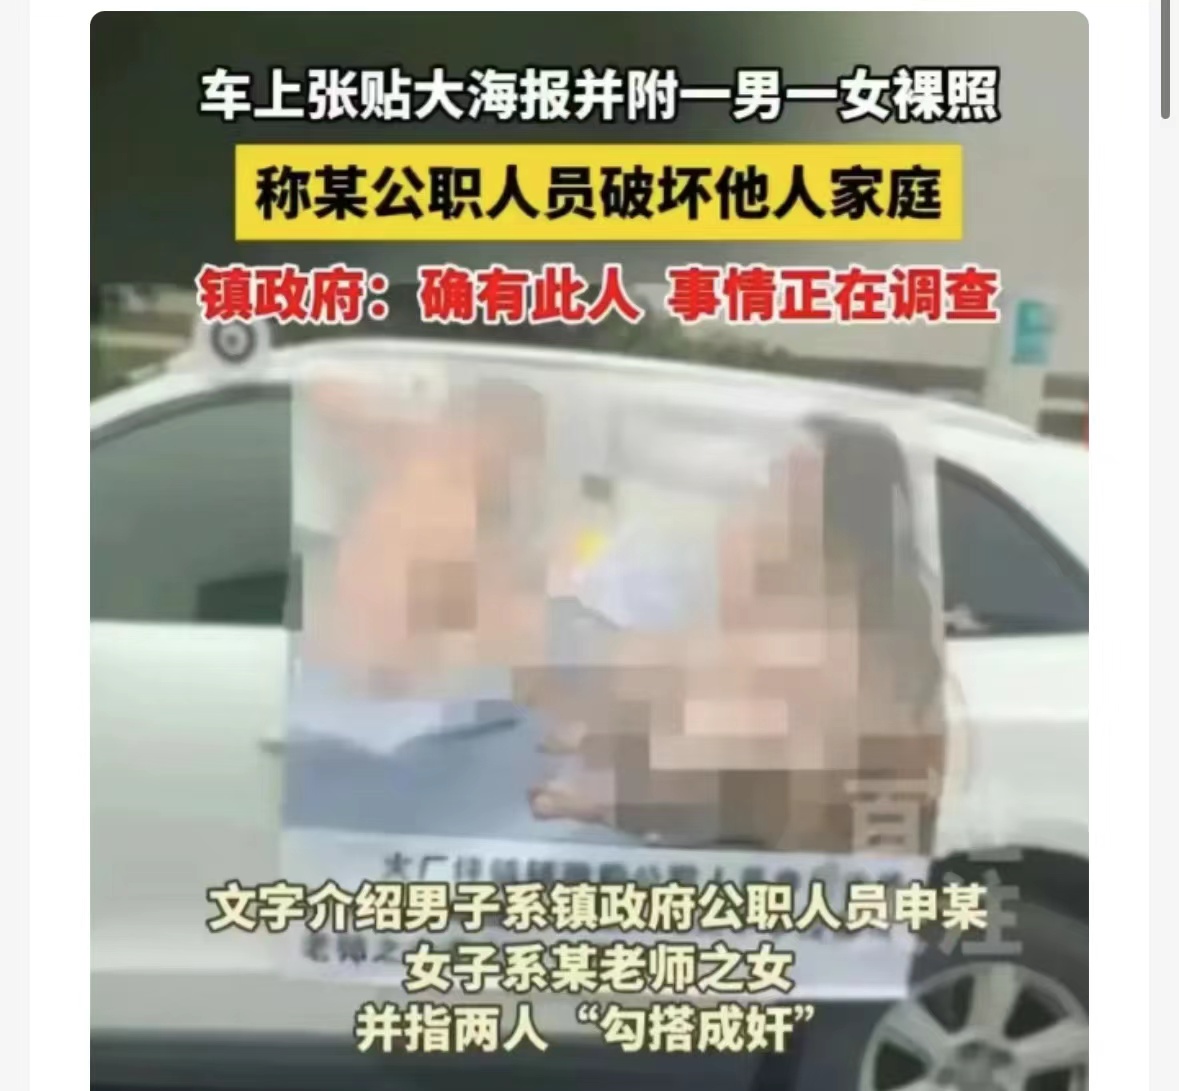 车上张贴大海报并附一男一女裸照
称某公职人员破坏他人家庭
镇政府：确有此人 事情正在调查
文字介绍男子系镇政府公职人员申某
女子系某老师之女
并指两人“勾搭成奸”